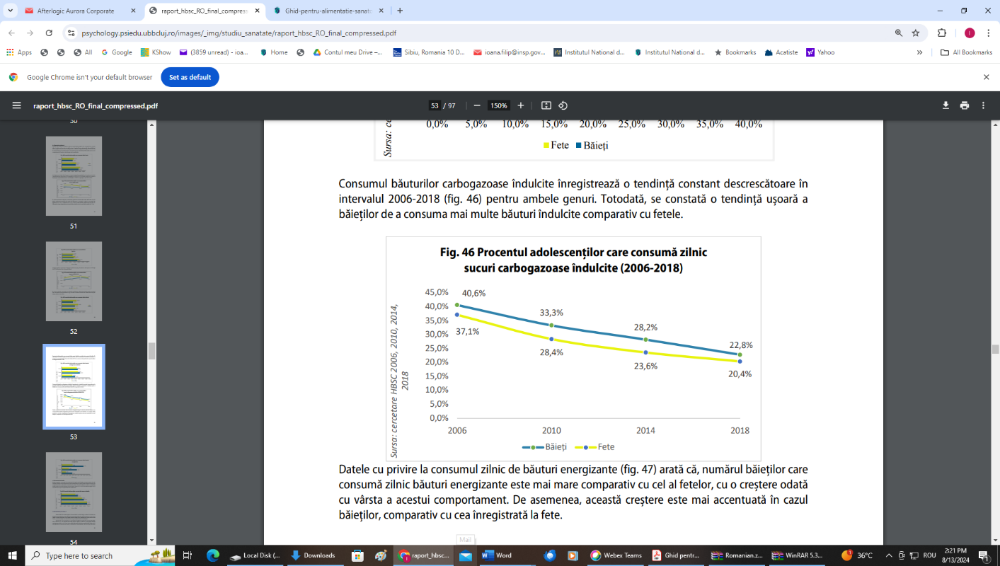 Afterlogic Aurora Corporate
raport_hbsc_RO_final_compress
Ghid-pentru-alimentatie-sanato
psychology.psiedu.ubbcluj.ro/images/_img/studiu_sanatate/raport_hbsc_RO_final_compressed.pdf
Apps
All
Google
KShow
(3859 unread) - ioa...
Home
Contul meu Drive –...
Sibiu, Romania 10 D...
ioana.filip@insp.gov...
Institutul National d...
Institutul National d...
Bookmarks
Acatiste
Yahoo
»
All Bookmarks
Google Chrome isn't your default browser
Set as default
raport_hbsc_RO_final_compressed.pdf
53 / 97
150%
50
51
52
53
54
Sursa: ce
0,0% 5,0% 10,0% 15,0% 20,0% 25,0% 30,0% 35,0% 40,0%
Fete Băieți
Consumul băuturilor carbogazoase îndulcite înregistrează o tendință constant descrescătoare în
intervalul 2006-2018 (fig. 46) pentru ambele genuri. Totodată, se constată o tendință ușoară a
băieților de a consuma mai multe băuturi îndulcite comparativ cu fetele.
Fig. 46 Procentul adolescenților care consumă zilnic
sucuri carbogazoase îndulcite (2006-2018)
Sursa: cercetare HBSC 2006, 2010, 2014,
2018
45,0%
40,0%
35,0%
30,0%
25,0%
20,0%
15,0%
10,0%
5,0%
0,0%
40,6%
33,3%
28,2%
22,8%
37,1%
28,4%
23,6%
20,4%
2006 2010 2014 2018
Băieți Fete
Datele cu privire la consumul zilnic de băuturi energizante (fig. 47) arată că, numărul băieților care
consumă zilnic băuturi energizante este mai mare comparativ cu cel al fetelor, cu o creștere odată
cu vârsta a acestui comportament. De asemenea, această creștere este mai accentuată în cazul
băieților, comparativ cu cea înregistrată la fete.
Mail
Type here to search
Local Disk (...
Downloads
raport_hbsc...
Word
Webex Teams
Ghid pentr...
Romanian.z...
WinRAR 5.3...
36°C
ROU
2:21 PM
8/13/2024